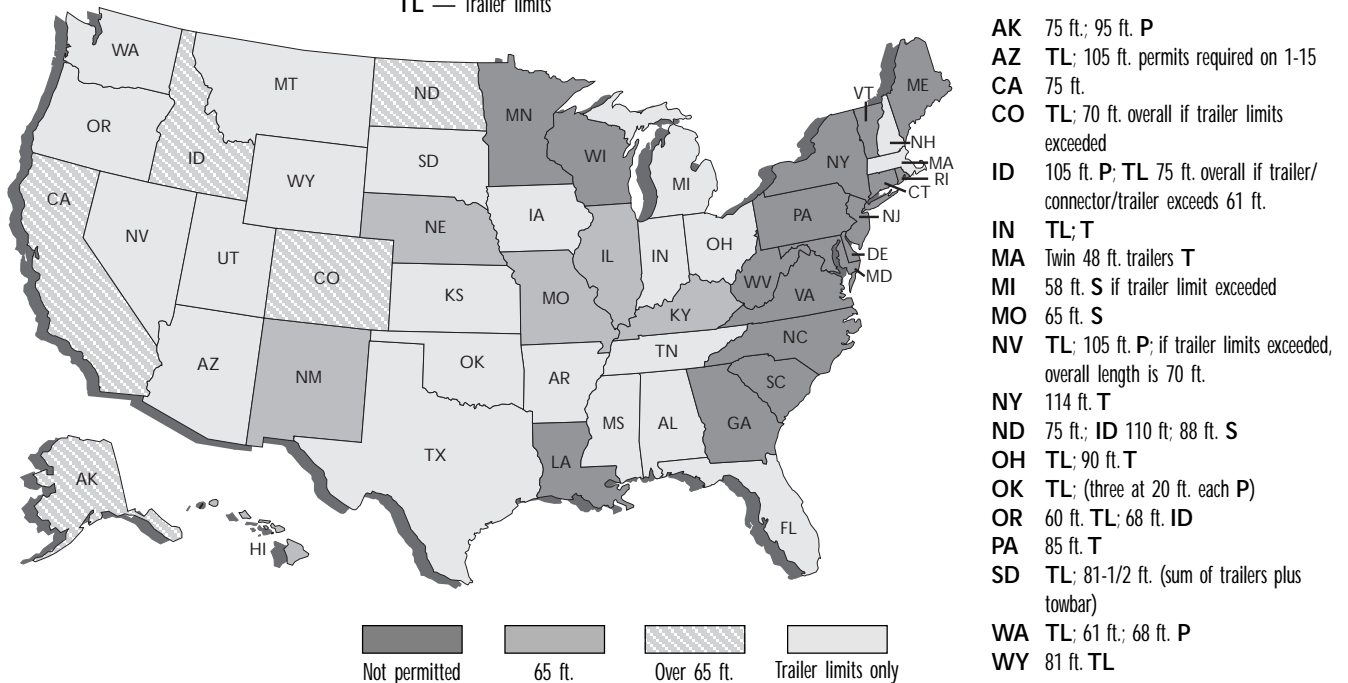 TL — Trailer limits
WA
MT
ND
MN
VT
ME
OR
ID
SD
WI
NY
NH
MA
RI
CT
WY
MI
CA
NV
UT
CO
NE
IA
IL
IN
OH
PA
NJ
DE
MD
WV
VA
KS
MO
KY
NC
TN
AZ
NM
OK
AR
SC
MS
AL
GA
TX
LA
FL
AK
HI
Not permitted
65 ft.
Over 65 ft.
Trailer limits only
AK 75 ft.; 95 ft. P
AZ TL; 105 ft. permits required on 1-15
CA 75 ft.
CO TL; 70 ft. overall if trailer limits
exceeded
ID 105 ft. P; TL 75 ft. overall if trailer/
connector/trailer exceeds 61 ft.
IN TL; T
MA Twin 48 ft. trailers T
MI 58 ft. S if trailer limit exceeded
MO 65 ft. S
NV TL; 105 ft. P; if trailer limits exceeded,
overall length is 70 ft.
NY 114 ft. T
ND 75 ft.; ID 110 ft; 88 ft. S
OH TL; 90 ft. T
OK TL; (three at 20 ft. each P)
OR 60 ft. TL; 68 ft. ID
PA 85 ft. T
SD TL; 81-1/2 ft. (sum of trailers plus
towbar)
WA TL; 61 ft.; 68 ft. P
WY 81 ft. TL